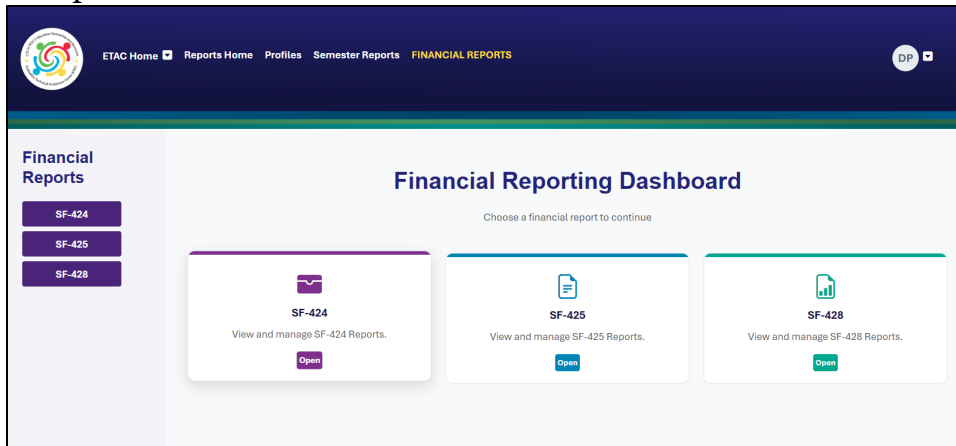 ETAC Home Reports Home Profiles Semester Reports FINANCIAL REPORTS DP
Financial
Reports
SF-424
SF-425
SF-428
Financial Reporting Dashboard
Choose a financial report to continue
SF-424
View and manage SF-424 Reports.
Open
SF-425
View and manage SF-425 Reports.
Open
SF-428
View and manage SF-428 Reports.
Open